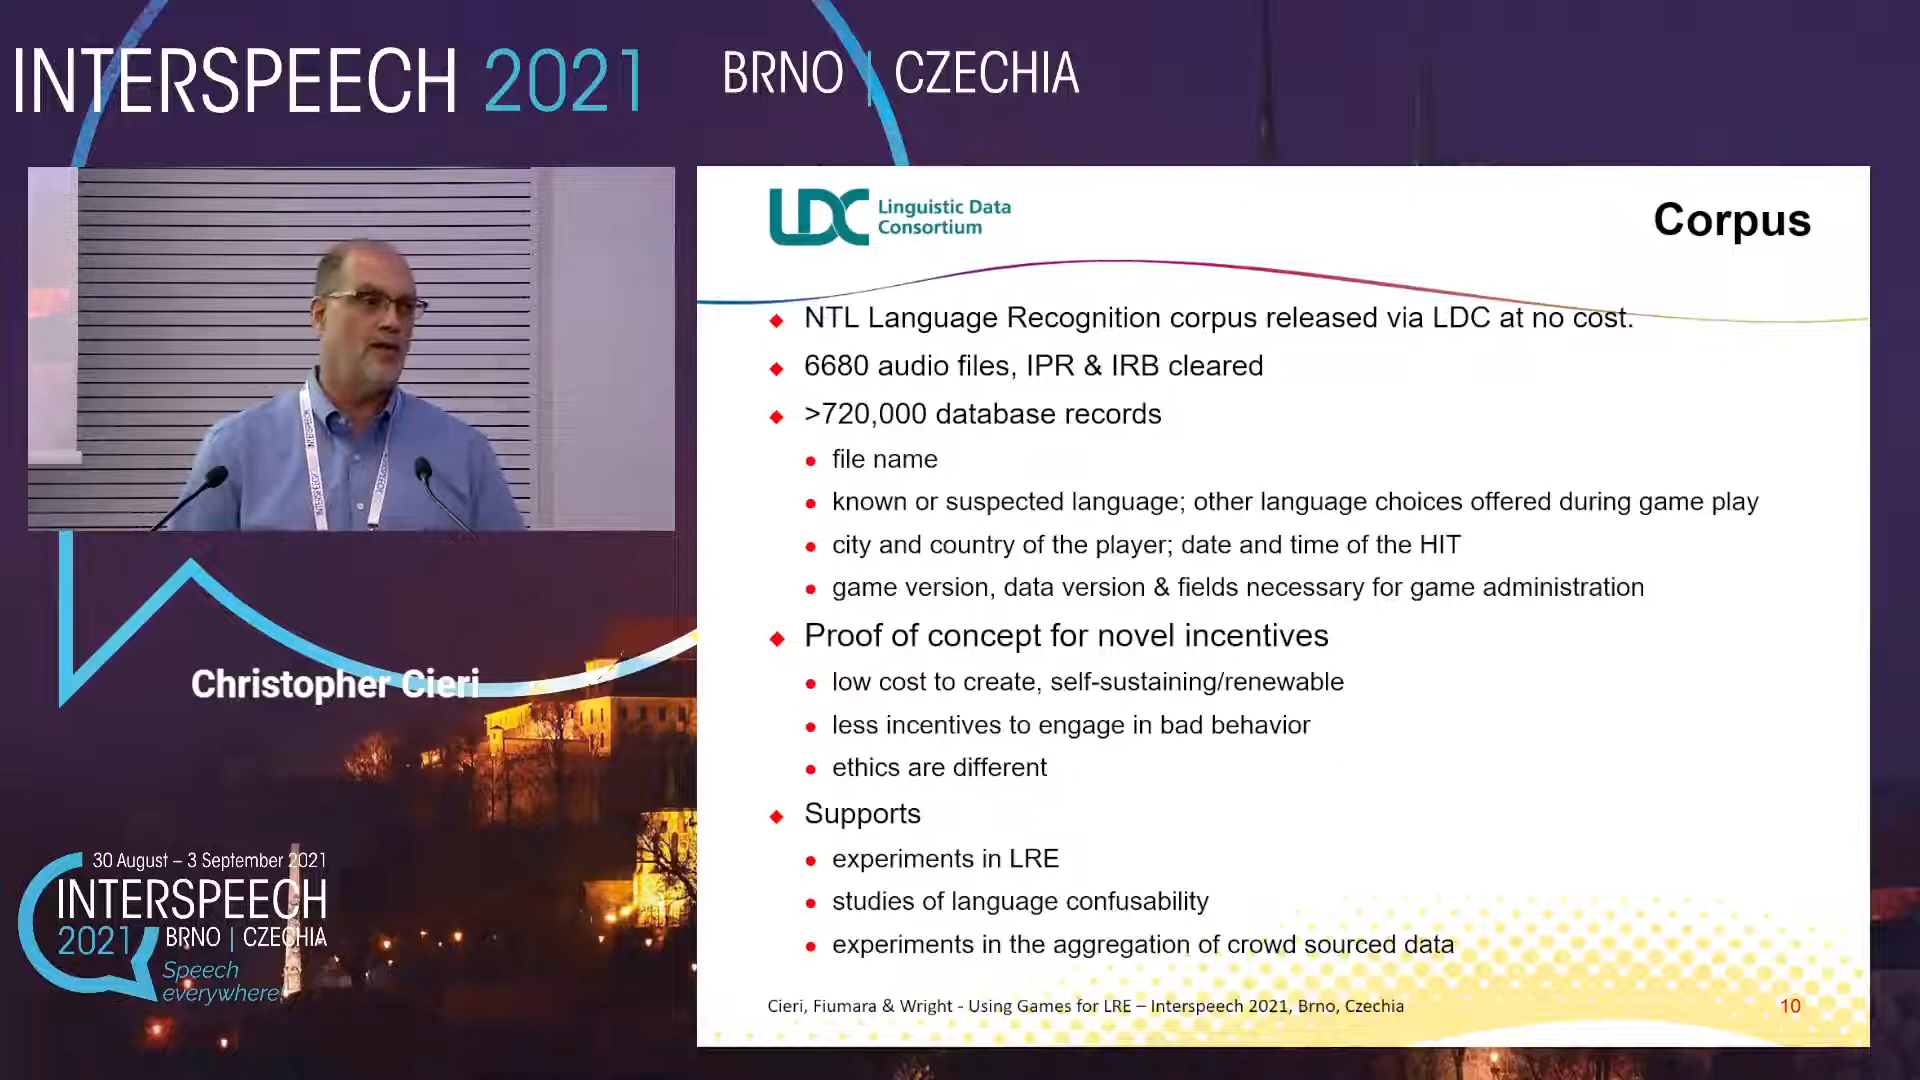 INTERSPEECH 2021
BRNO | CZECHIA
LDC Linguistic Data
Consortium
Corpus
NTL Language Recognition corpus released via LDC at no cost.
6680 audio files, IPR & IRB cleared
>720,000 database records
file name
known or suspected language; other language choices offered during game play
city and country of the player; date and time of the HIT
game version, data version & fields necessary for game administration
Proof of concept for novel incentives
low cost to create, self-sustaining/renewable
less incentives to engage in bad behavior
ethics are different
Supports
experiments in LRE
studies of language confusability
experiments in the aggregation of crowd sourced data
Cieri, Fiumara & Wright - Using Games for LRE – Interspeech 2021, Brno, Czechia
10
Christopher Cieri
30 August – 3 September 2021
INTERSPEECH
2021 BRNO | CZECHIA
Speech
everywhere!